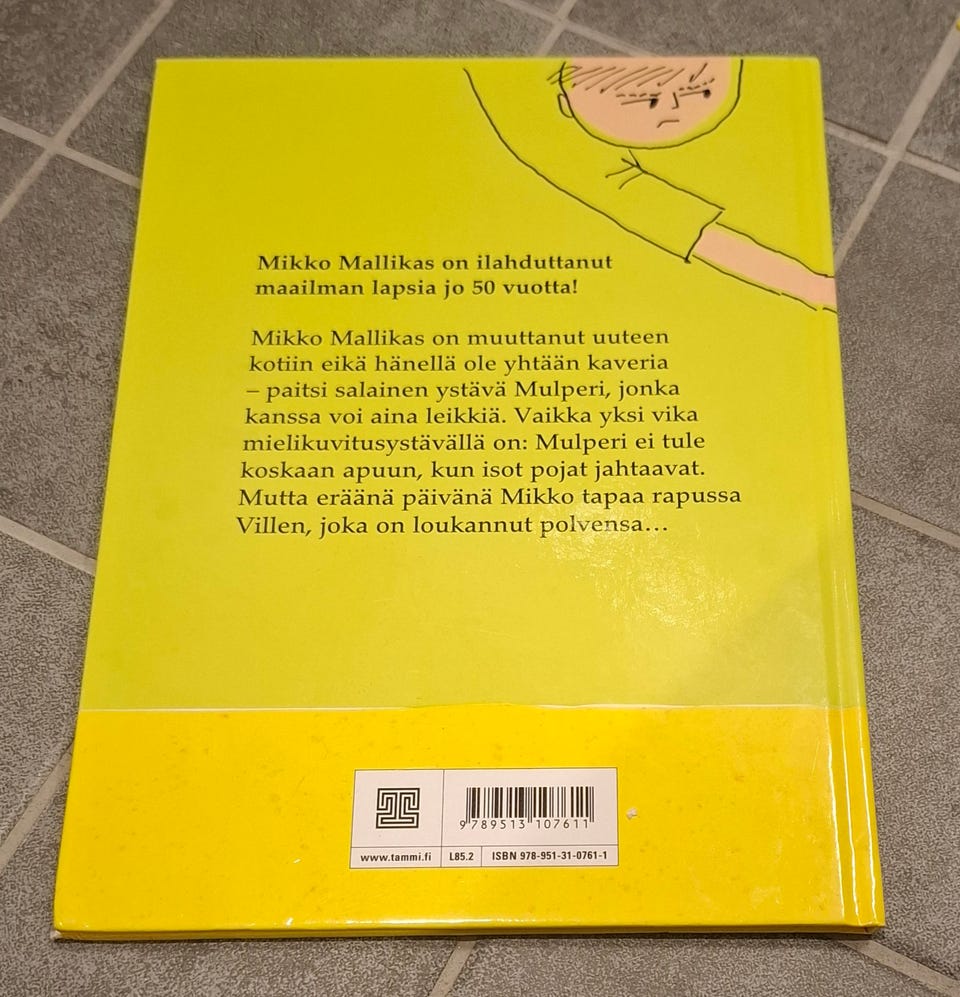 Mikko Mallikas on ilahduttanut
maailman lapsia jo 50 vuotta!
Mikko Mallikas on muuttanut uuteen
kotiin eikä hänellä ole yhtään kaveria
– paitsi salainen ystävä Mulperi, jonka
kanssa voi aina leikkiä. Vaikka yksi vika
mielikuvitusystävällä on: Mulperi ei tule
koskaan apuun, kun isot pojat jahtaavat.
Mutta eräänä päivänä Mikko tapaa rapussa
Villen, joka on loukannut polvensa…
9 789513 107611
www.tammi.fi L85.2 ISBN 978-951-31-0761-1